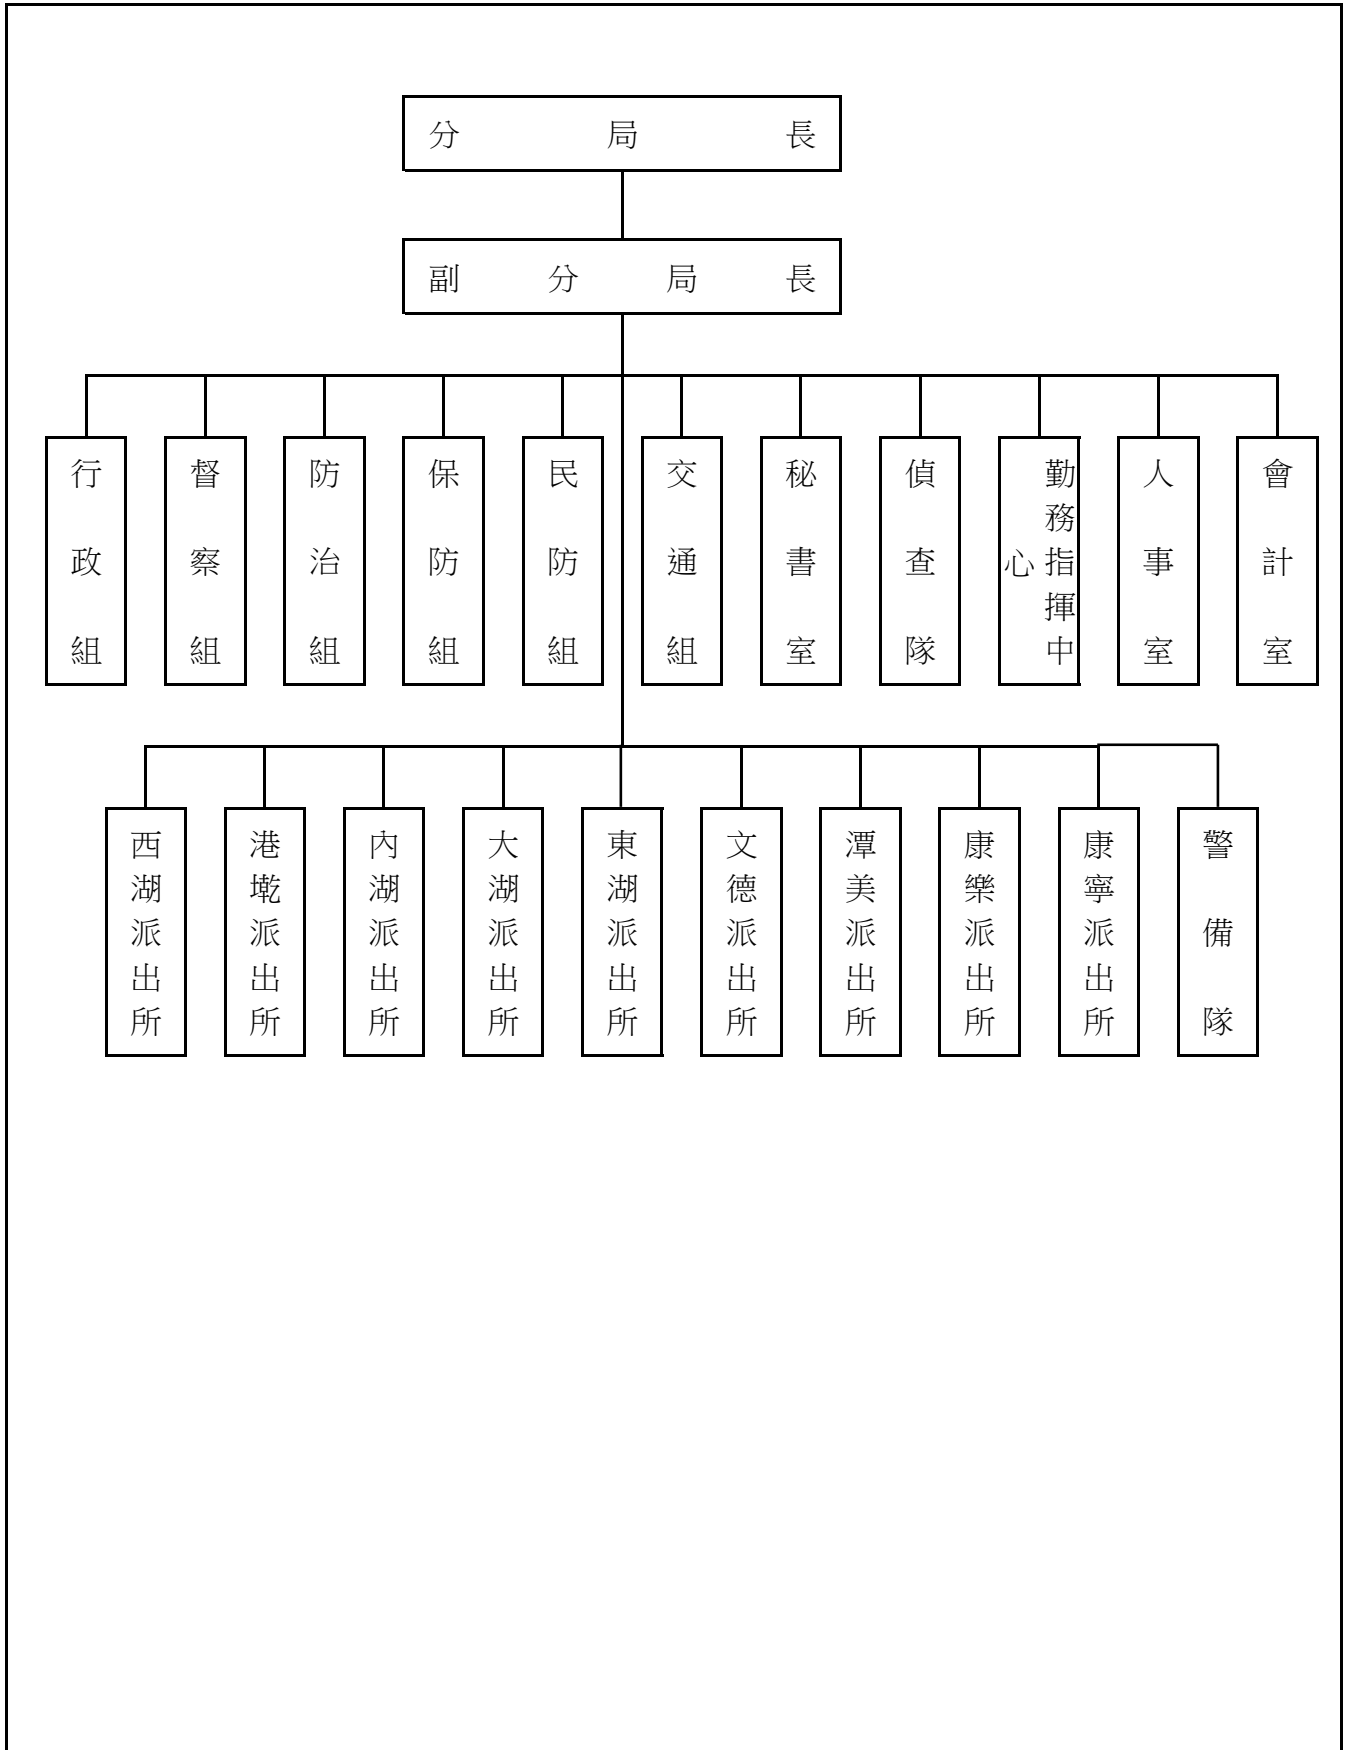 分局長
副分局長
行政組
督察組
防治組
保防組
民防組
交通組
秘書室
偵查隊
勤務指揮中
心
人事室
會計室
西湖派出所
港墘派出所
內湖派出所
大湖派出所
東湖派出所
文德派出所
潭美派出所
康樂派出所
康寧派出所
警備隊